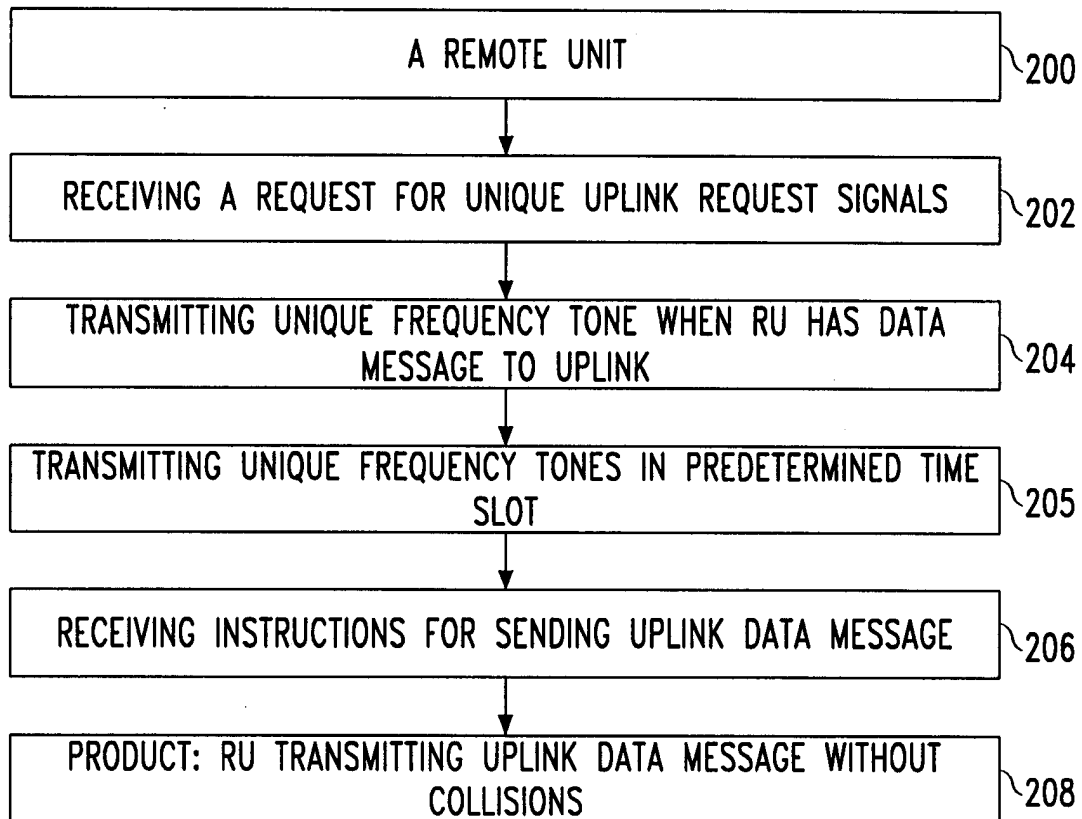 A REMOTE UNIT
200
RECEIVING A REQUEST FOR UNIQUE UPLINK REQUEST SIGNALS
202
TRANSMITTING UNIQUE FREQUENCY TONE WHEN RU HAS DATA
MESSAGE TO UPLINK
204
TRANSMITTING UNIQUE FREQUENCY TONES IN PREDETERMINED TIME
SLOT
205
RECEIVING INSTRUCTIONS FOR SENDING UPLINK DATA MESSAGE
206
PRODUCT: RU TRANSMITTING UPLINK DATA MESSAGE WITHOUT
COLLISIONS
208